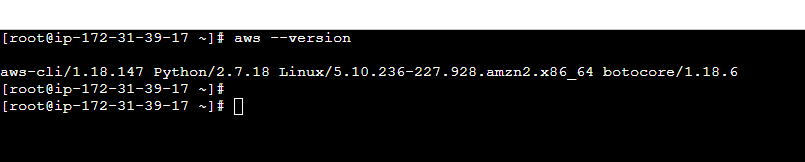 [root@ip-172-31-39-17 ~]# aws --version
aws-cli/1.18.147 Python/2.7.18 Linux/5.10.236-227.928.amzn2.x86_64 botocore/1.18.6
[root@ip-172-31-39-17 ~]#
[root@ip-172-31-39-17 ~]#